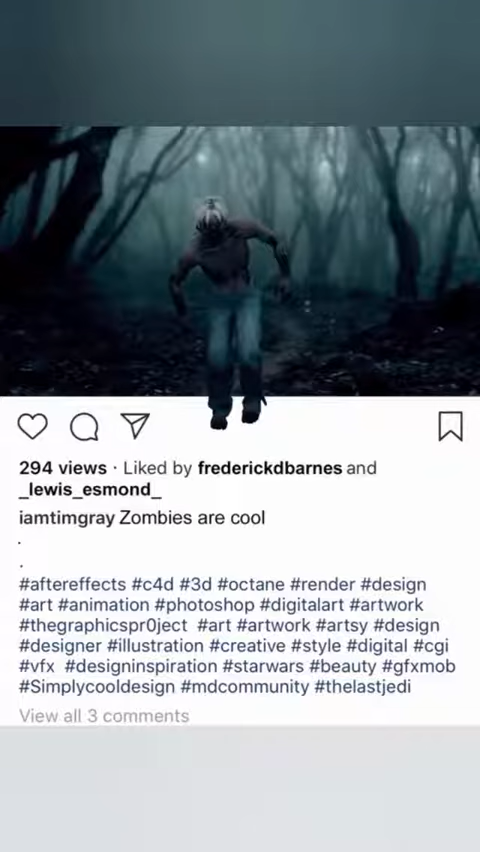 294 views · Liked by frederickdbarnes and
_lewis_esmond_
iamtimgray Zombies are cool
.
.
#aftereffects #c4d #3d #octane #render #design
#art #animation #photoshop #digitalart #artwork
#thegraphicspr0ject #art #artwork #artsy #design
#designer #illustration #creative #style #digital #cgi
#vfx #designinspiration #starwars #beauty #gfxmob
#Simplycooldesign #mdcommunity #thelastjedi
View all 3 comments